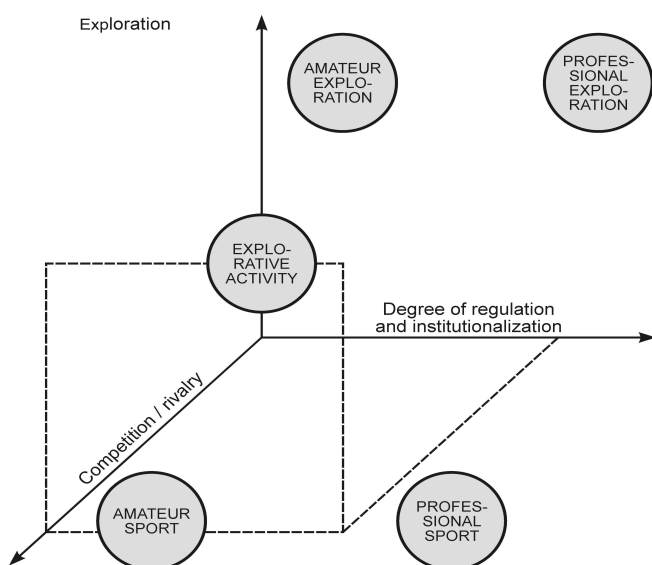 Exploration
AMATEUR
EXPLO-
RATION
PROFES-
SIONAL
EXPLO-
RATION
EXPLO-
RATIVE
ACTIVITY
Degree of regulation
and institutionalization
Competition / rivalry
AMATEUR
SPORT
PROFES-
SIONAL
SPORT